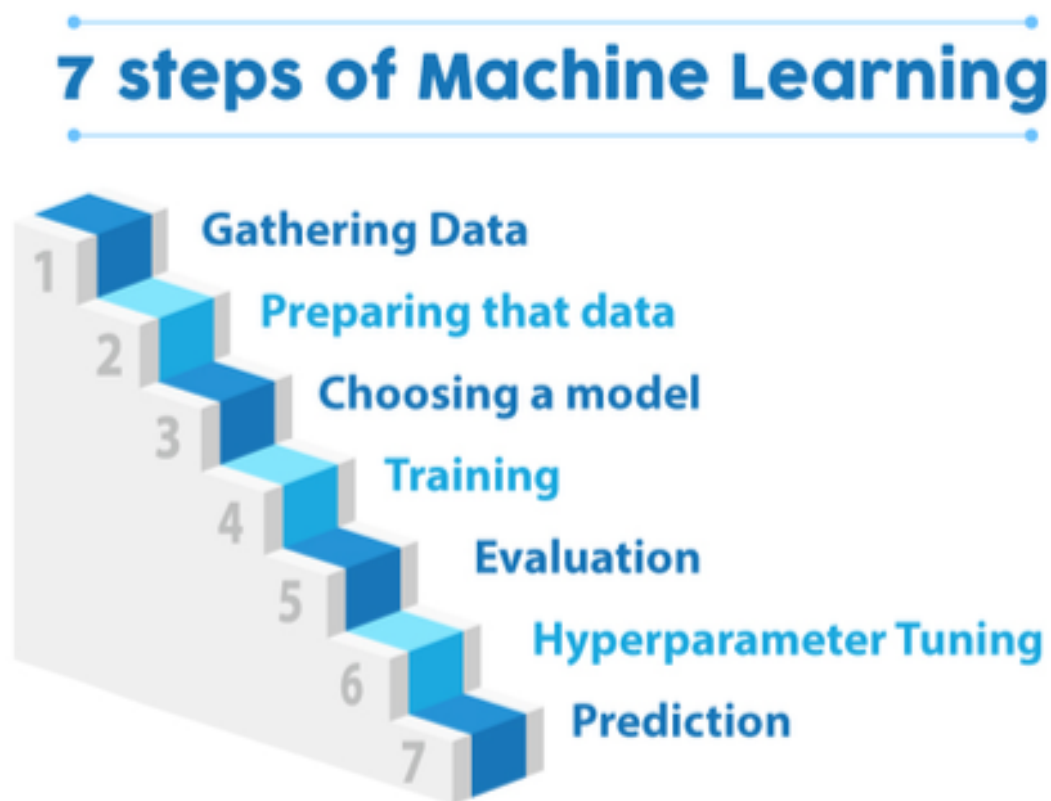 7 steps of Machine Learning
1 Gathering Data
2 Preparing that data
3 Choosing a model
4 Training
5 Evaluation
6 Hyperparameter Tuning
7 Prediction